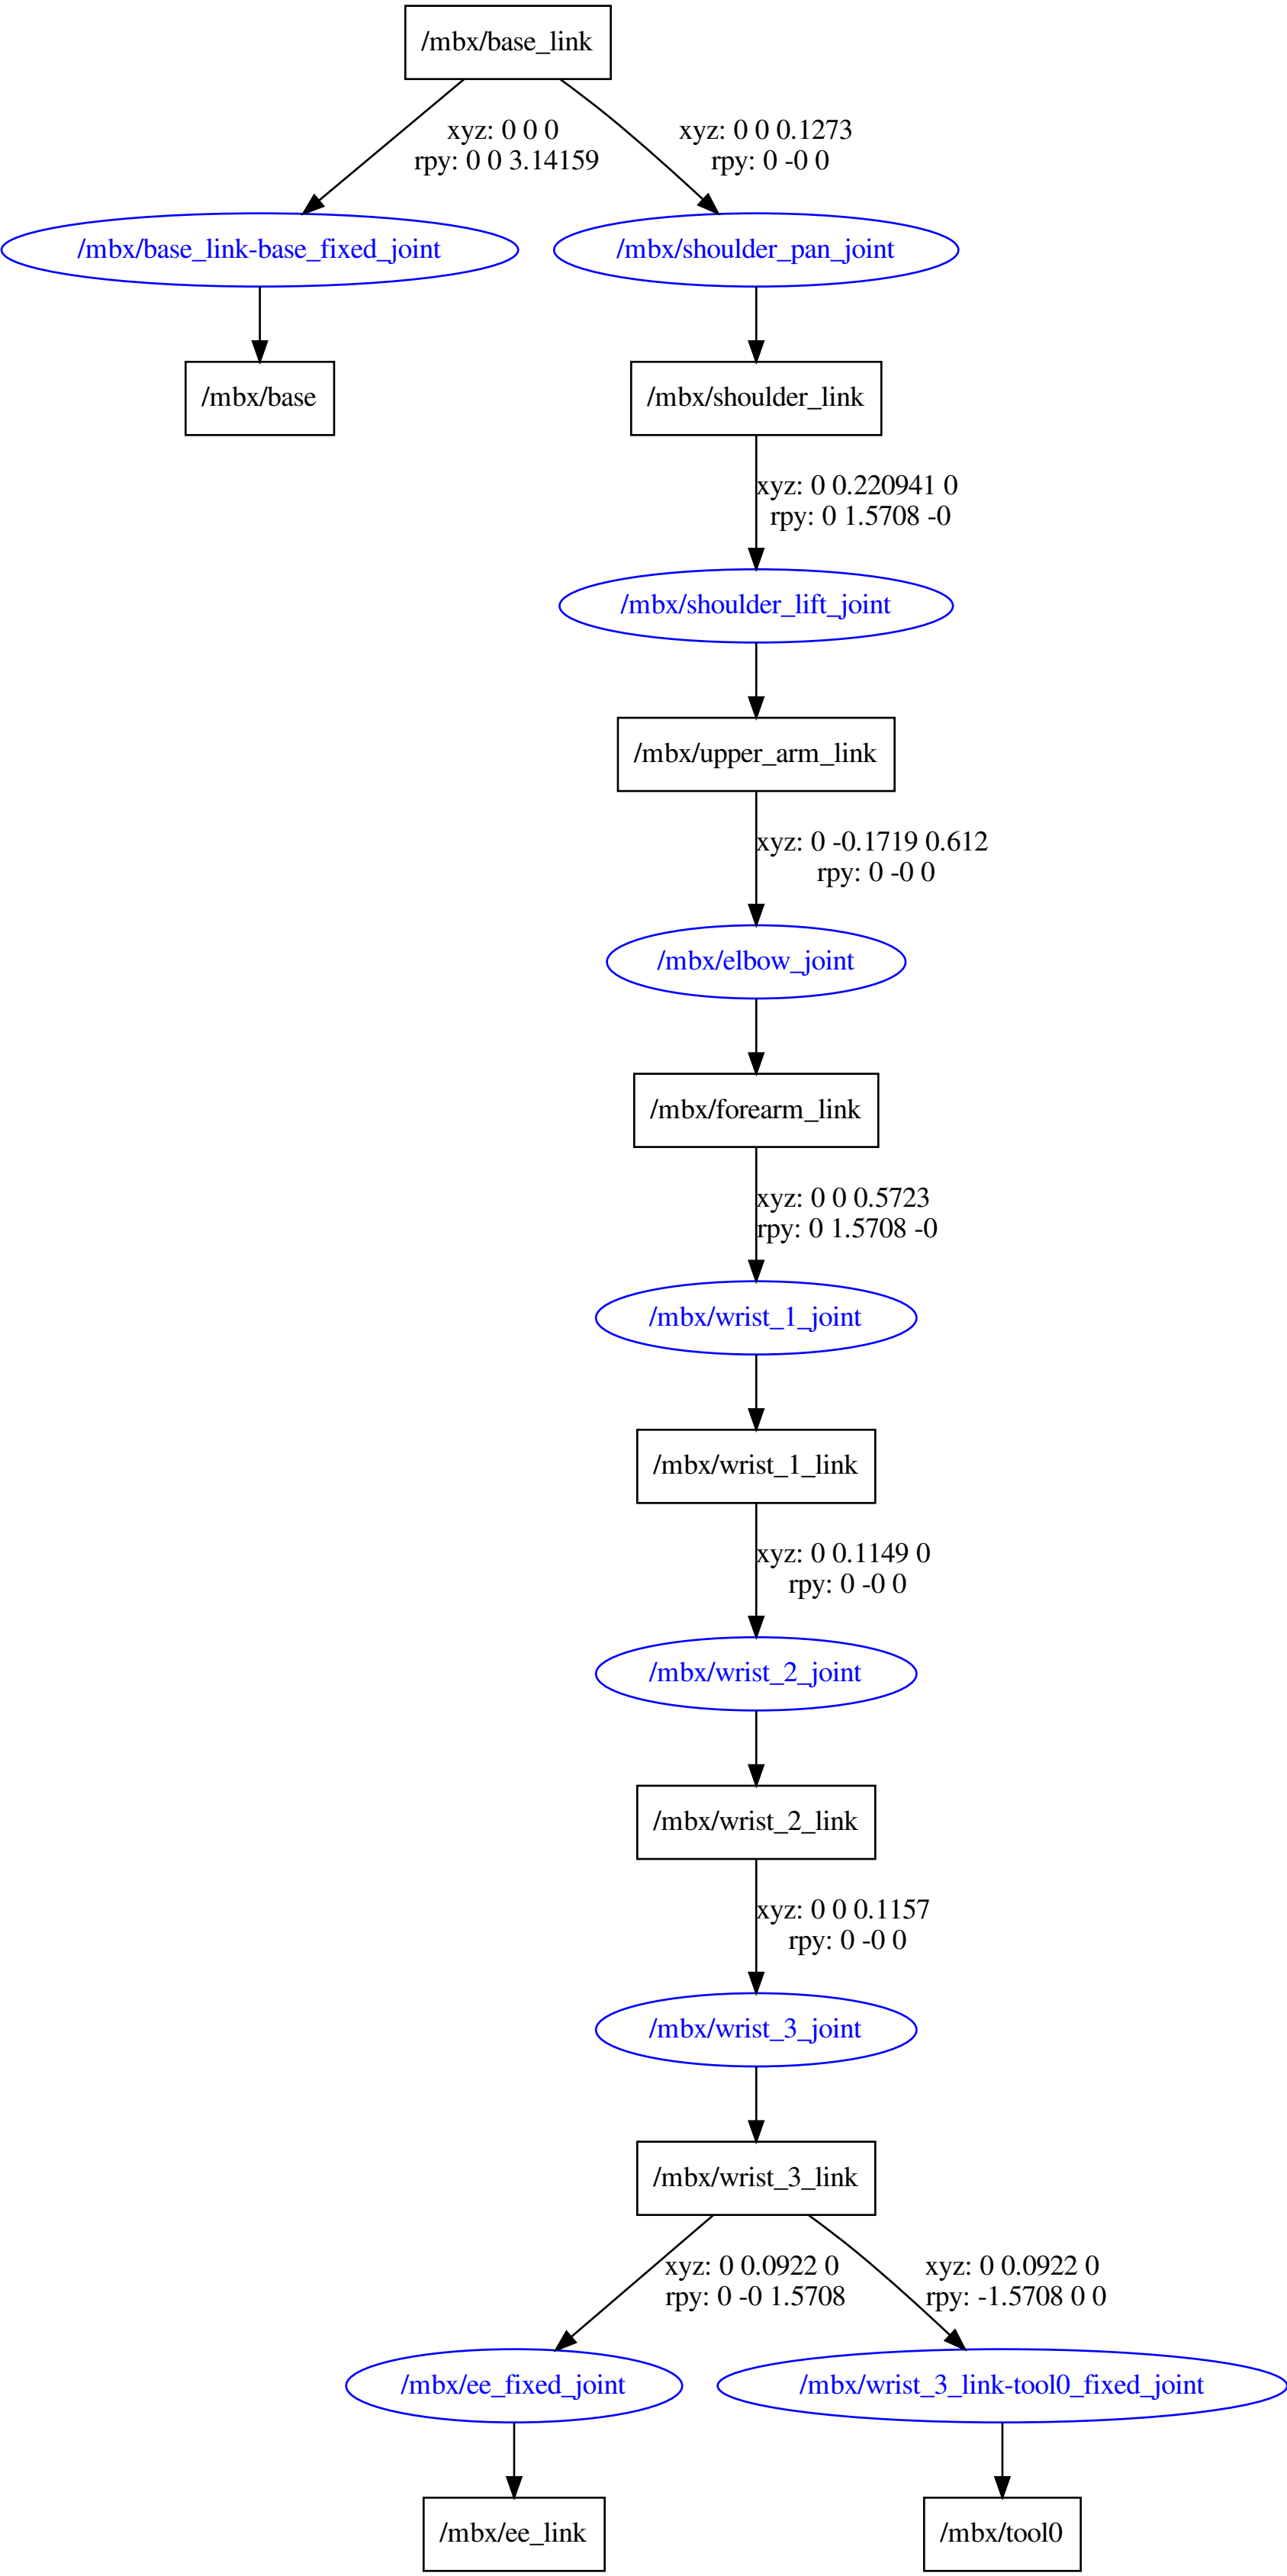 /mbx/base_link
xyz: 0 0 0
rpy: 0 0 3.14159
xyz: 0 0 0.1273
rpy: 0 -0 0
/mbx/base_link-base_fixed_joint
/mbx/shoulder_pan_joint
/mbx/base
/mbx/shoulder_link
xyz: 0 0.220941 0
rpy: 0 1.5708 -0
/mbx/shoulder_lift_joint
/mbx/upper_arm_link
xyz: 0 -0.1719 0.612
rpy: 0 -0 0
/mbx/elbow_joint
/mbx/forearm_link
xyz: 0 0 0.5723
rpy: 0 1.5708 -0
/mbx/wrist_1_joint
/mbx/wrist_1_link
xyz: 0 0.1149 0
rpy: 0 -0 0
/mbx/wrist_2_joint
/mbx/wrist_2_link
xyz: 0 0 0.1157
rpy: 0 -0 0
/mbx/wrist_3_joint
/mbx/wrist_3_link
xyz: 0 0.0922 0
rpy: 0 -0 1.5708
xyz: 0 0.0922 0
rpy: -1.5708 0 0
/mbx/ee_fixed_joint
/mbx/wrist_3_link-tool0_fixed_joint
/mbx/ee_link
/mbx/tool0